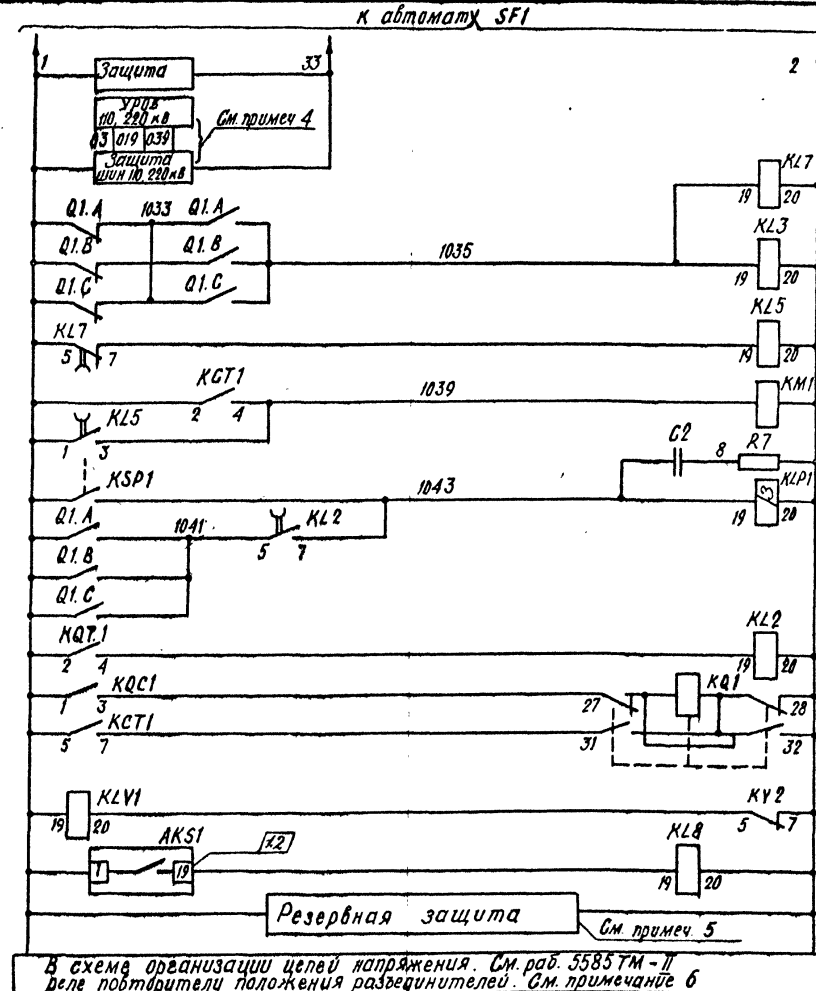 к автомату SF1
1 33 2
Защита
УРОВ
110, 220 кВ
См. примеч 4
03 019 039
Защита
шин 110, 220 кВ
KL7
19 20
Q1.A 1033 Q1.A
KL3
Q1.B Q1.B 1035
19 20
Q1.C Q1.C
KL5
KL7
5 7
19 20
KCT1 1039 KM1
2 4
KL5
1 3
C2 8 R7
KSP1 1043 KLP1
3
19 20
Q1.A 1041 KL2
5 7
Q1.B
Q1.C
KQT.1 KL2
2 4 19 20
KQC1 KQ1
1 3 27 28
KCT1
5 7 31 32
KLV1 KV2
19 20 5 7
AKS1 X2 KL8
1 19
19 20
Резервная защита
См. примеч. 5
В схеме организации цепей напряжения. См. раб. 5585 ТМ-II
реле повторители положения разъединителей. См. примечание 6